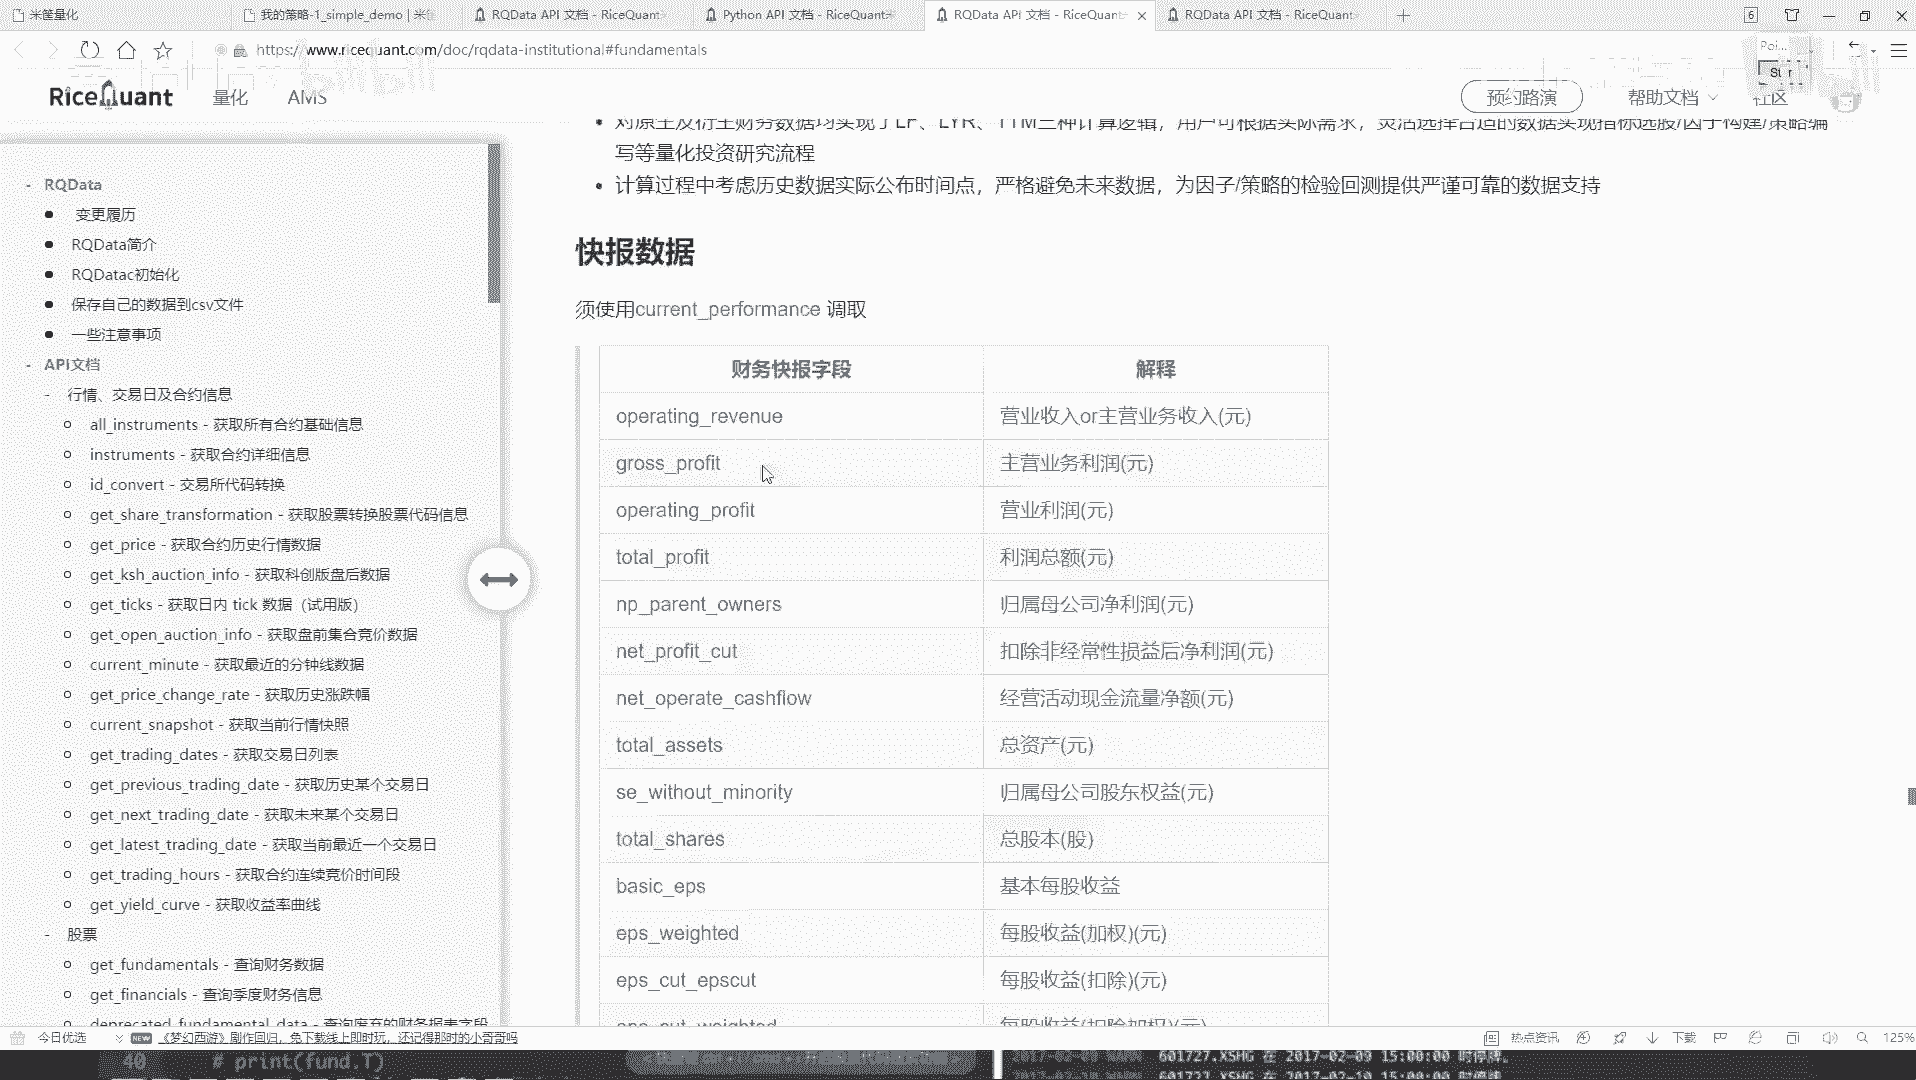 米筐量化
我的策略-1_simple_demo | 米筐
RQData API 文档 - RiceQuant
Python API 文档 - RiceQuant
RQData API 文档 - RiceQuant
RQData API 文档 - RiceQuant
6
https://www.ricequant.com/doc/rqdata-institutional#fundamentals
RiceQuant
量化
AMS
预约路演
帮助文档
社区
RQData
变更履历
RQData简介
RQDatac初始化
保存自己的数据到csv文件
一些注意事项
API文档
行情、交易日及合约信息
all_instruments - 获取所有合约基础信息
instruments - 获取合约详细信息
id_convert - 交易所代码转换
get_share_transformation - 获取股票转换股票代码信息
get_price - 获取合约历史行情数据
get_ksh_auction_info - 获取科创版盘后数据
get_ticks - 获取日内 tick 数据（试用版）
get_open_auction_info - 获取盘前集合竞价数据
current_minute - 获取最近的分钟线数据
get_price_change_rate - 获取历史涨跌幅
current_snapshot - 获取当前行情快照
get_trading_dates - 获取交易日列表
get_previous_trading_date - 获取历史某个交易日
get_next_trading_date - 获取未来某个交易日
get_latest_trading_date - 获取当前最近一个交易日
get_trading_hours - 获取合约连续竞价时间段
get_yield_curve - 获取收益率曲线
股票
get_fundamentals - 查询财务数据
get_financials - 查询季度财务信息
deprecated_fundamental_data - 查询废弃的财务报表字段
对原生及衍生财务数据均实现了LF、LYR、TTM三种计算逻辑，用户可根据实际需求，灵活选择合适的数据实现指标选股/因子构建/策略编
写等量化投资研究流程
计算过程中考虑历史数据实际公布时间点，严格避免未来数据，为因子/策略的检验回测提供严谨可靠的数据支持
快报数据
须使用current_performance 调取
财务快报字段 解释
operating_revenue 营业收入or主营业务收入(元)
gross_profit 主营业务利润(元)
operating_profit 营业利润(元)
total_profit 利润总额(元)
np_parent_owners 归属母公司净利润(元)
net_profit_cut 扣除非经常性损益后净利润(元)
net_operate_cashflow 经营活动现金流量净额(元)
total_assets 总资产(元)
se_without_minority 归属母公司股东权益(元)
total_shares 总股本(股)
basic_eps 基本每股收益
eps_weighted 每股收益(加权)(元)
eps_cut_epscut 每股收益(扣除)(元)
eps_cut_weighted 每股收益(扣除加权)(元)
今日优选
NEW
《梦幻西游》剧作回归，免下载线上即时玩，还记得那时的小哥哥吗
热点资讯
下载
125%
40 # print(fund.T)
2017-02-09 WARN 601727.XSHG 在 2017-02-09 15:00:00 时停牌。
2017-02-10 WARN 601727.XSHG 在 2017-02-10 15:00:00 时停牌。